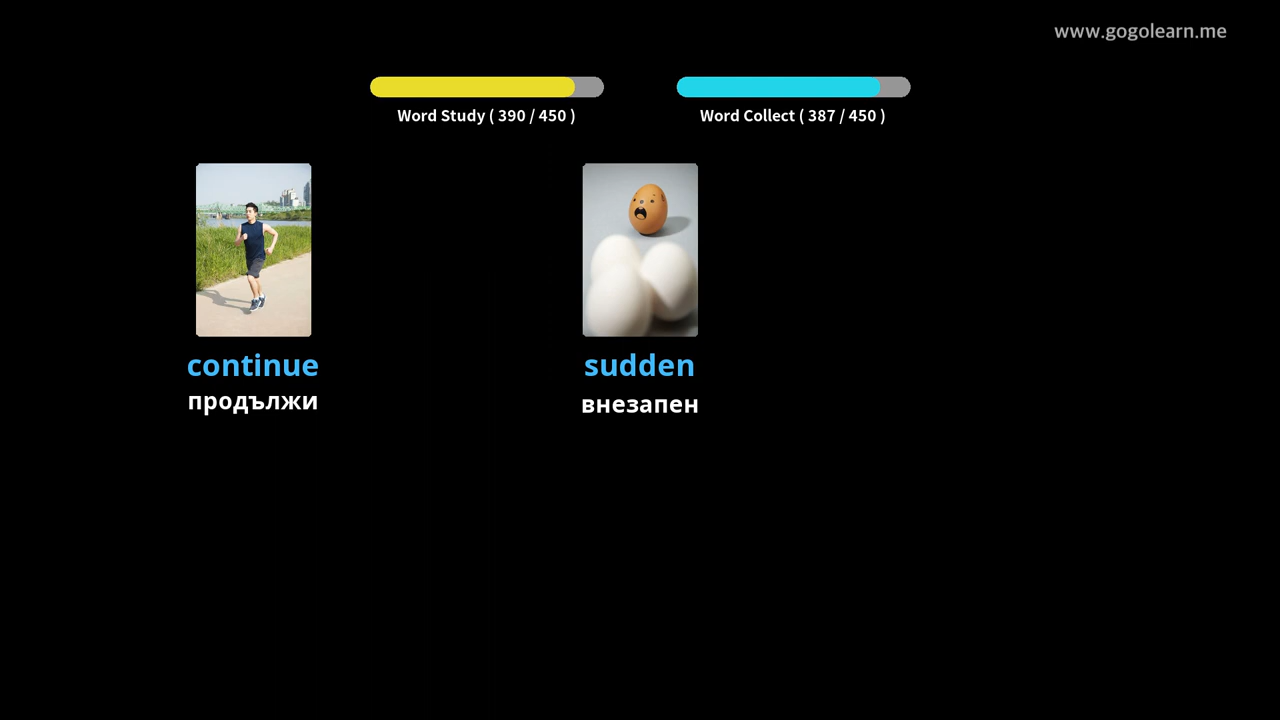 www.gogolearn.me
Word Study ( 390 / 450 )
Word Collect ( 387 / 450 )
continue
продължи
sudden
внезапен